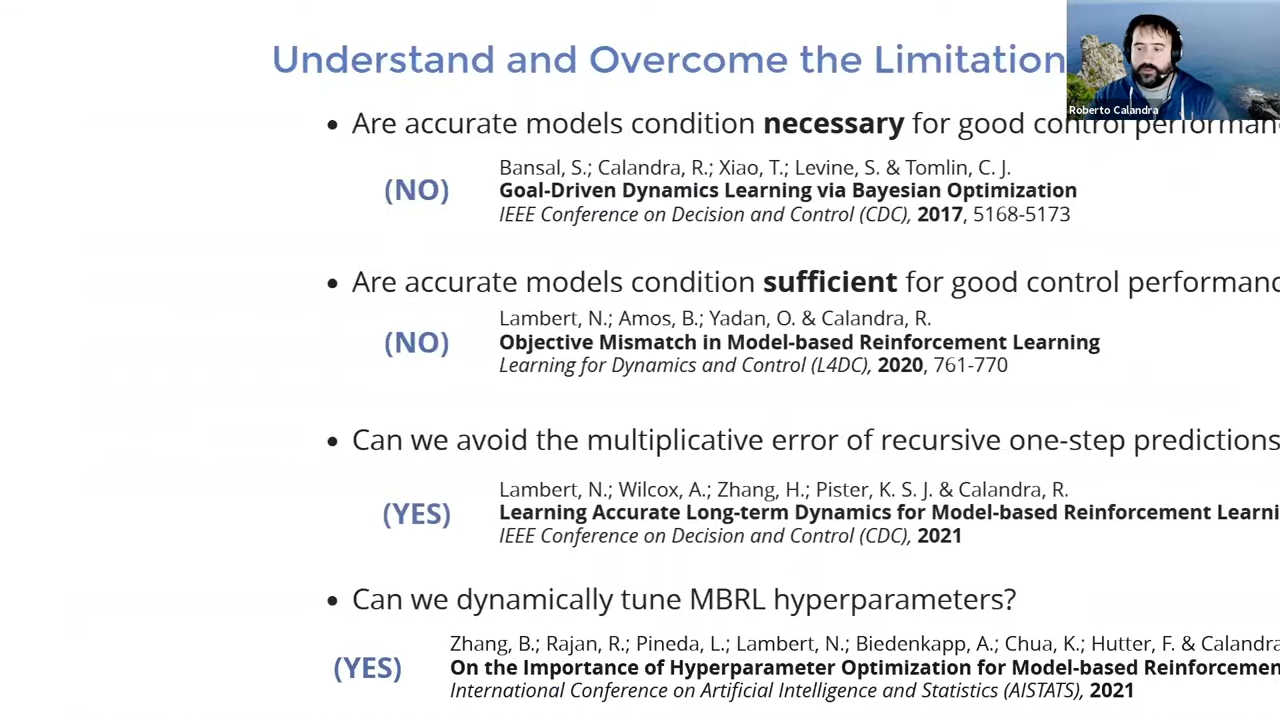 Understand and Overcome the Limitation
Roberto Calandra
• Are accurate models condition necessary for good control performan
(NO)
Bansal, S.; Calandra, R.; Xiao, T.; Levine, S. & Tomlin, C. J.
Goal-Driven Dynamics Learning via Bayesian Optimization
IEEE Conference on Decision and Control (CDC), 2017, 5168-5173
• Are accurate models condition sufficient for good control performanc
(NO)
Lambert, N.; Amos, B.; Yadan, O. & Calandra, R.
Objective Mismatch in Model-based Reinforcement Learning
Learning for Dynamics and Control (L4DC), 2020, 761-770
• Can we avoid the multiplicative error of recursive one-step predictions
(YES)
Lambert, N.; Wilcox, A.; Zhang, H.; Pister, K. S. J. & Calandra, R.
Learning Accurate Long-term Dynamics for Model-based Reinforcement Learni
IEEE Conference on Decision and Control (CDC), 2021
• Can we dynamically tune MBRL hyperparameters?
(YES)
Zhang, B.; Rajan, R.; Pineda, L.; Lambert, N.; Biedenkapp, A.; Chua, K.; Hutter, F. & Calandra
On the Importance of Hyperparameter Optimization for Model-based Reinforcemen
International Conference on Artificial Intelligence and Statistics (AISTATS), 2021